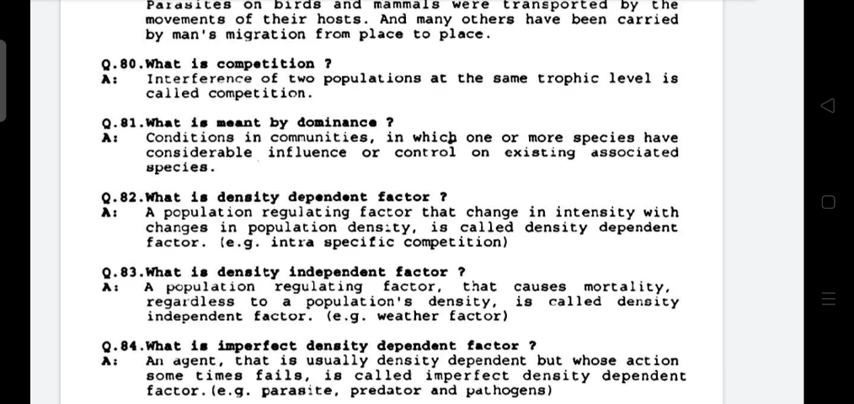 Parasites on birds and mammals were transported by the
movements of their hosts. And many others have been carried
by man's migration from place to place.
Q.80.What is competition ?
A: Interference of two populations at the same trophic level is
called competition.
Q.81.What is meant by dominance ?
A: Conditions in communities, in which one or more species have
considerable influence or control on existing associated
species.
Q.82.What is density dependent factor ?
A: A population regulating factor that change in intensity with
changes in population density, is called density dependent
factor. (e.g. intra specific competition)
Q.83.What is density independent factor ?
A: A population regulating factor, that causes mortality,
regardless to a population's density, is called density
independent factor. (e.g. weather factor)
Q.84.What is imperfect density dependent factor ?
A: An agent, that is usually density dependent but whose action
some times fails, is called imperfect density dependent
factor.(e.g. parasite, predator and pathogens)